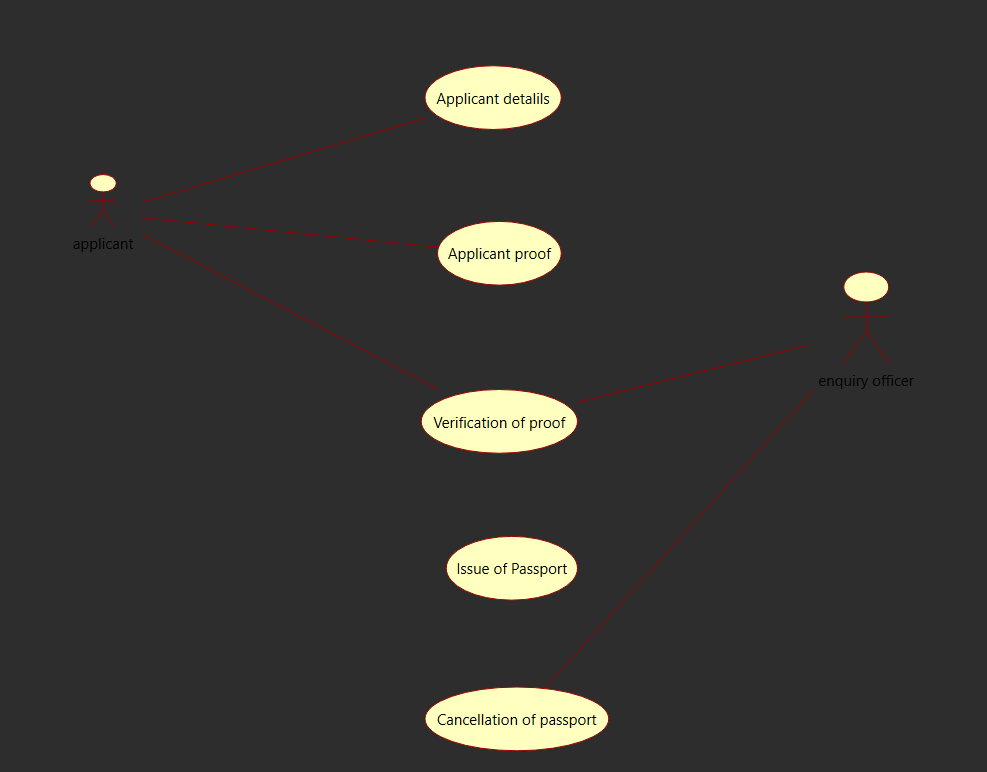 Applicant detalils
applicant
Applicant proof
enquiry officer
Verification of proof
Issue of Passport
Cancellation of passport